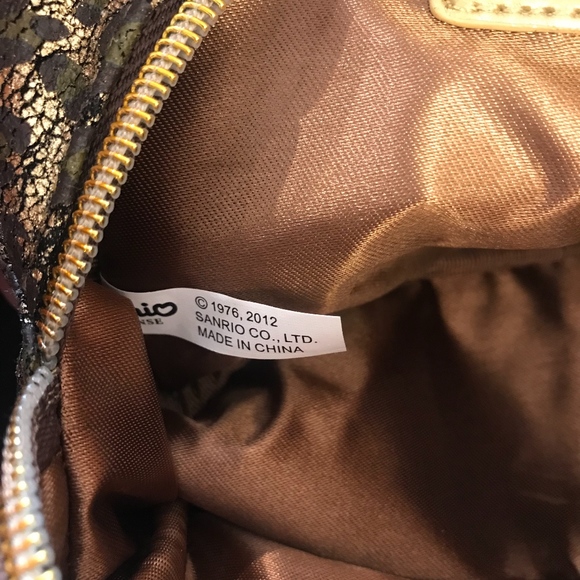 © 1976, 2012
SANRIO CO., LTD.
MADE IN CHINA